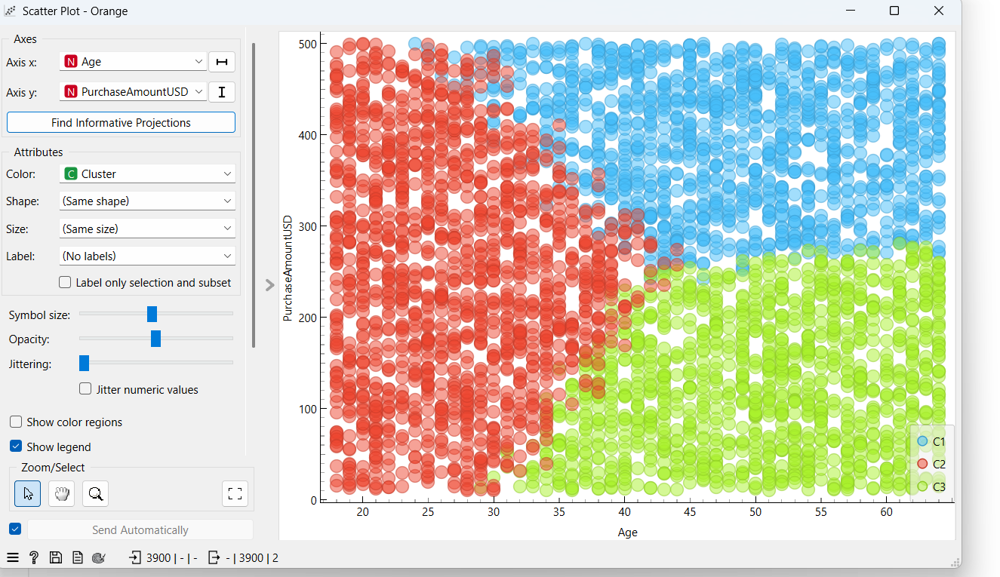 Scatter Plot - Orange
Axes
Axis x: N Age
Axis y: N PurchaseAmountUSD
Find Informative Projections
Attributes
Color: C Cluster
Shape: (Same shape)
Size: (Same size)
Label: (No labels)
Label only selection and subset
Symbol size:
Opacity:
Jittering:
Jitter numeric values
Show color regions
Show legend
Zoom/Select
Send Automatically
3900 | - | - - | 3900 | 2
PurchaseAmountUSD
500
400
300
200
100
0
20 25 30 35 40 45 50 55 60
Age
C1
C2
C3